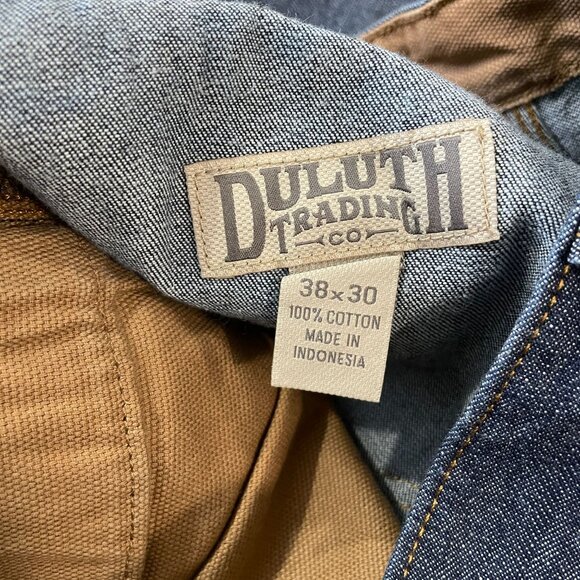 DULUTH
TRADING
CO
38x30
100% COTTON
MADE IN
INDONESIA